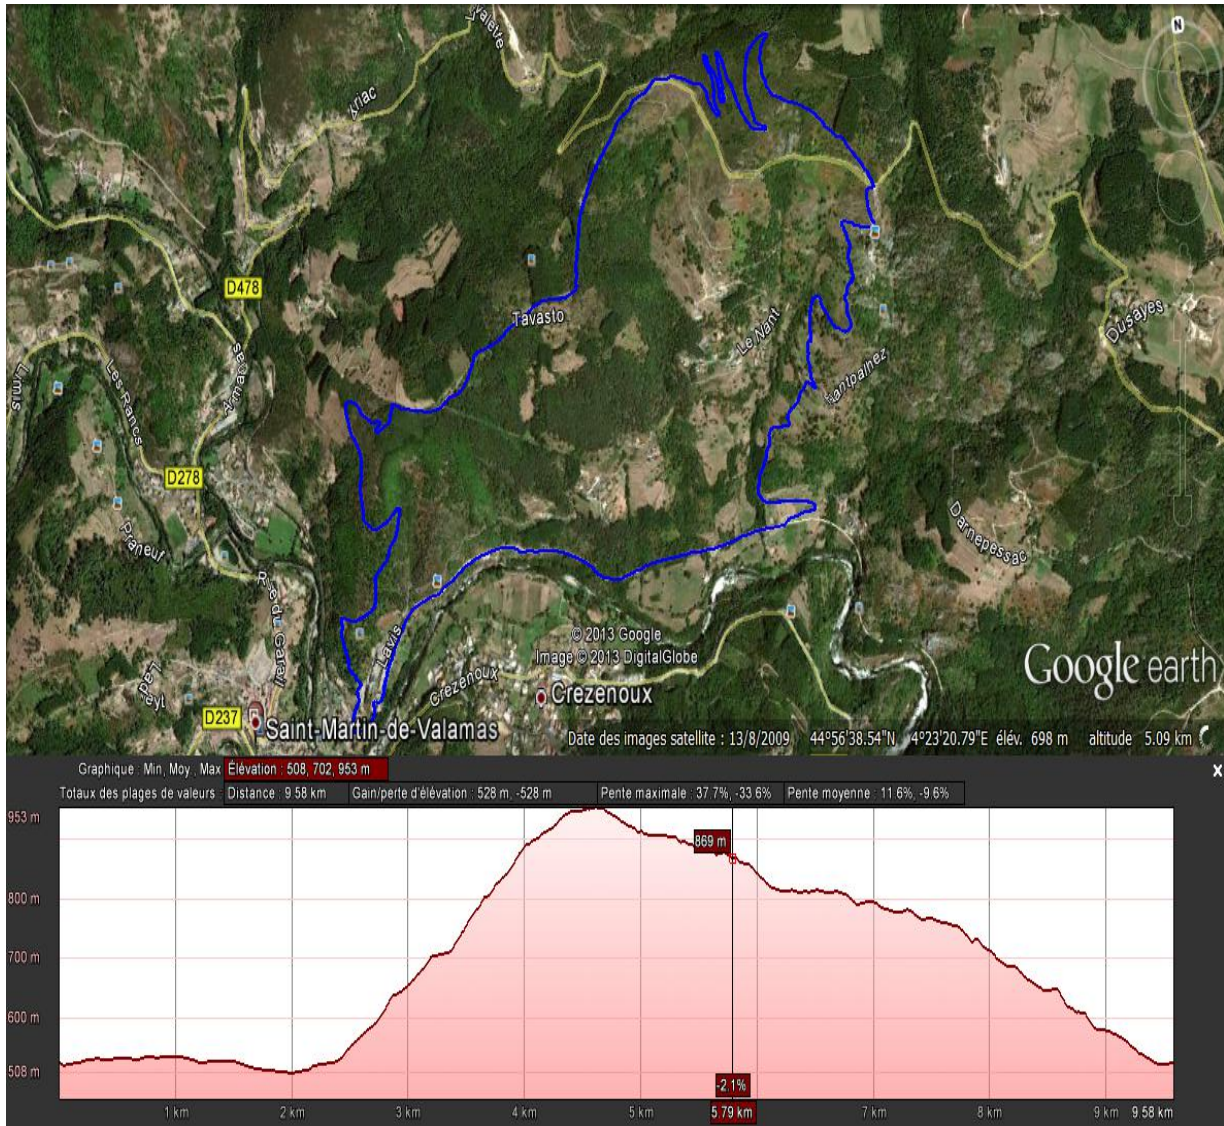 valette
Ayriac
N
D478
Tavasto
Le Nant
Nantpalhez
Dusayes
Limis
Les Rancs
Armac
D278
Praneuf
R
e du Garail
Darnepessac
Lavis
© 2013 Google
Image © 2013 DigitalGlobe
Google earth
Crezenoux
Crezenoux
D237
Saint-Martin-de-Valamas
Date des images satellite : 13/8/2009 44°56'38.54"N 4°23'20.79"E élév. 698 m altitude 5.09 km
Graphique : Min, Moy., Max Élévation : 508, 702, 953 m
x
Totaux des plages de valeurs : Distance : 9.58 km Gain/perte d'élévation : 528 m, -528 m Pente maximale : 37.7%, -33.6% Pente moyenne : 11.6%, -9.6%
953 m
869 m
800 m
700 m
600 m
508 m
-2.1%
1 km 2 km 3 km 4 km 5 km 5.79 km 7 km 8 km 9 km 9.58 km